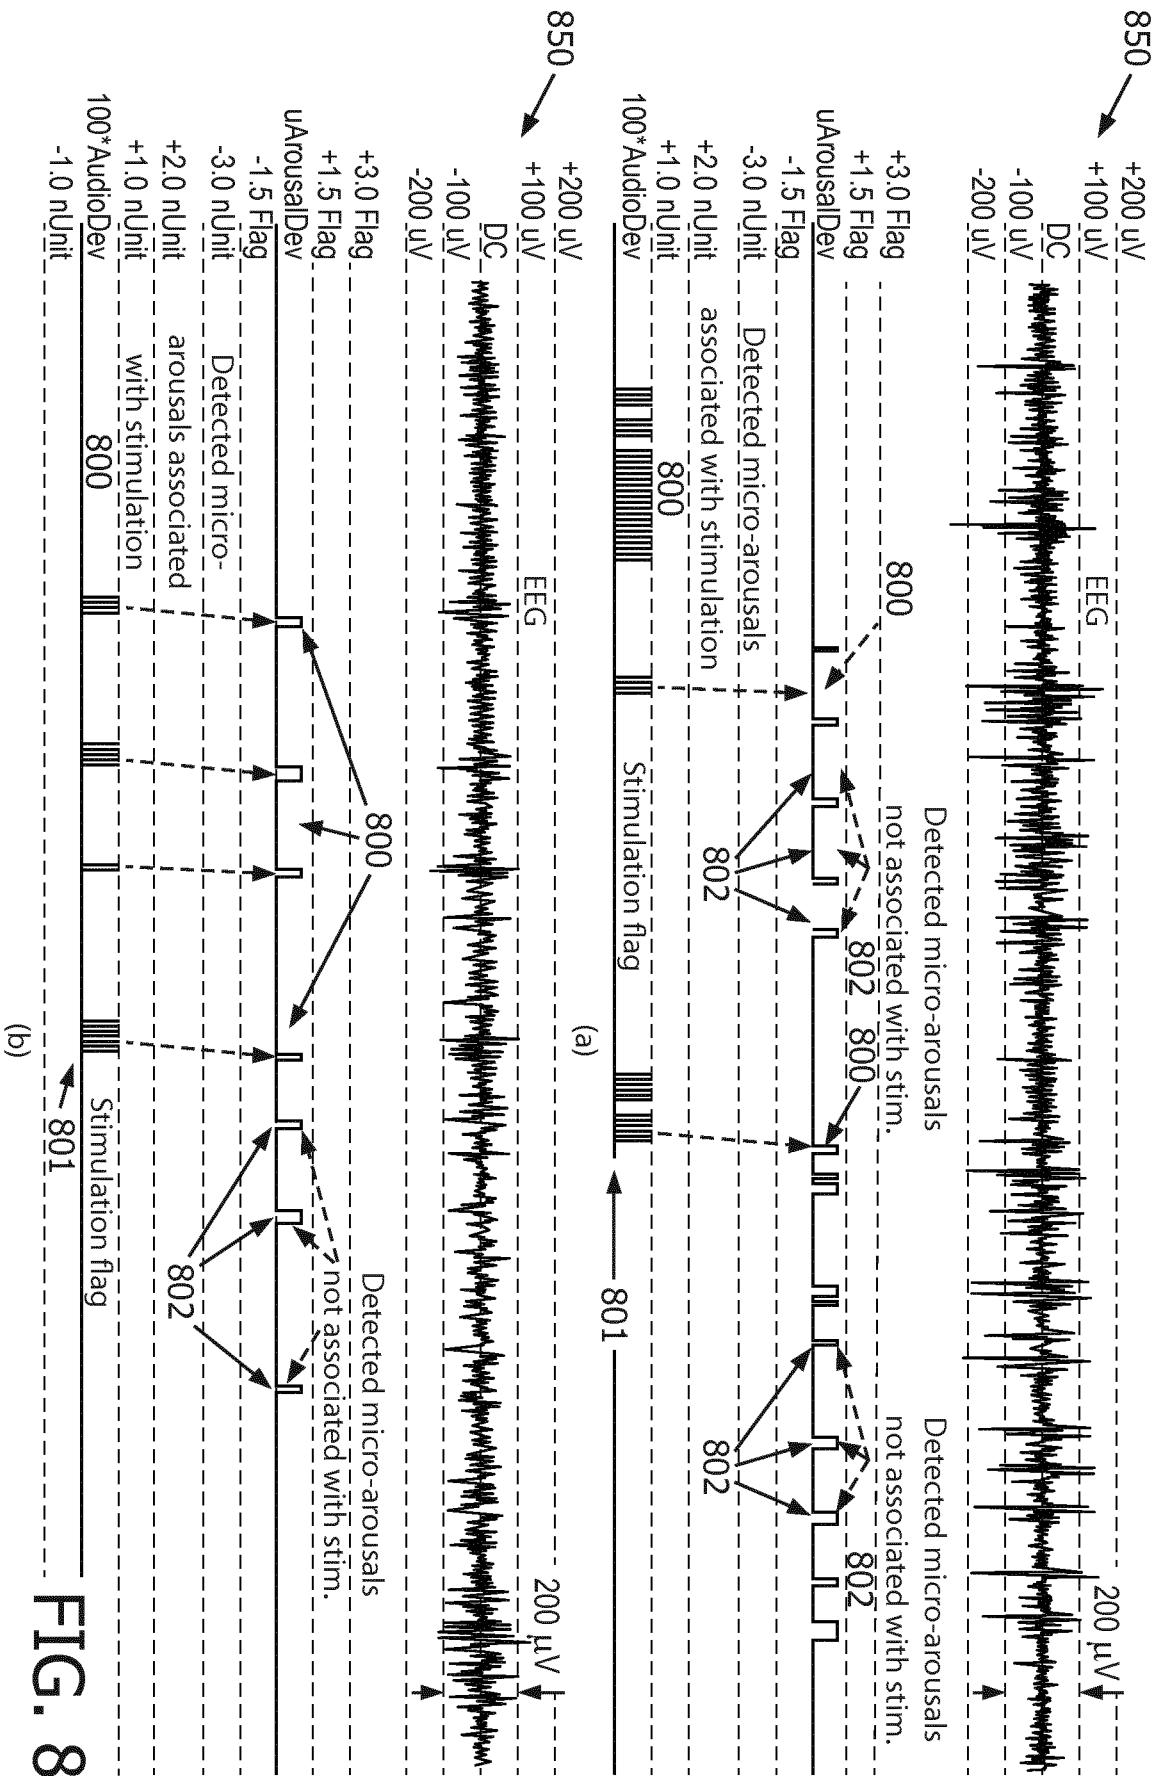 850
+200 uV
+100 uV
DC
-100 uV
-200 uV
EEG
200 μV
+3.0 Flag
+1.5 Flag
uArousalDev
-1.5 Flag
-3.0 nUnit
+2.0 nUnit
+1.0 nUnit
100*AudioDev
800
Detected micro-arousals
not associated with stim.
802
800
Detected micro-arousals
not associated with stim.
802
802
802
Detected micro-arousals
associated with stimulation
800
Stimulation flag
801
(a)
850
+200 uV
+100 uV
DC
-100 uV
-200 uV
EEG
200 μV
+3.0 Flag
+1.5 Flag
uArousalDev
-1.5 Flag
-3.0 nUnit
+2.0 nUnit
+1.0 nUnit
100*AudioDev
-1.0 nUnit
800
Detected micro-arousals
not associated with stim.
802
Detected micro-
arousals associated
with stimulation
800
Stimulation flag
801
(b)
FIG. 8